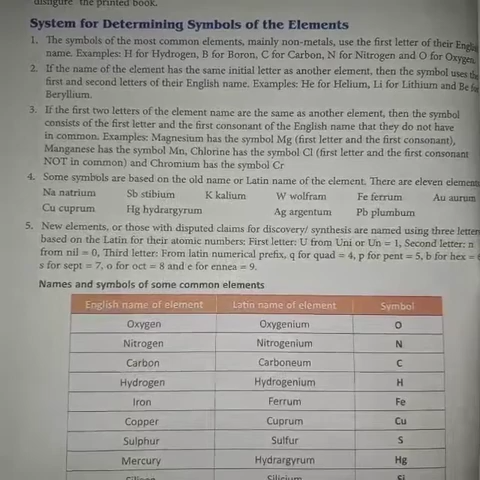 disfigure the printed book.
System for Determining Symbols of the Elements
1. The symbols of the most common elements, mainly non-metals, use the first letter of their English
name. Examples: H for Hydrogen, B for Boron, C for Carbon, N for Nitrogen and O for Oxygen.
2. If the name of the element has the same initial letter as another element, then the symbol uses the
first and second letters of their English name. Examples: He for Helium, Li for Lithium and Be for
Beryllium.
3. If the first two letters of the element name are the same as another element, then the symbol
consists of the first letter and the first consonant of the English name that they do not have
in common. Examples: Magnesium has the symbol Mg (first letter and the first consonant),
Manganese has the symbol Mn, Chlorine has the symbol Cl (first letter and the first consonant
NOT in common) and Chromium has the symbol Cr
4. Some symbols are based on the old name or Latin name of the element. There are eleven elements
Na natrium Sb stibium K kalium W wolfram Fe ferrum Au aurum
Cu cuprum Hg hydrargyrum Ag argentum Pb plumbum
5. New elements, or those with disputed claims for discovery/ synthesis are named using three letters
based on the Latin for their atomic numbers: First letter: U from Uni or Un = 1, Second letter: n
from nil = 0, Third letter: From latin numerical prefix, q for quad = 4, p for pent = 5, b for hex = 6
s for sept = 7, o for oct = 8 and e for ennea = 9.
Names and symbols of some common elements
English name of element Latin name of element Symbol
Oxygen Oxygenium O
Nitrogen Nitrogenium N
Carbon Carboneum C
Hydrogen Hydrogenium H
Iron Ferrum Fe
Copper Cuprum Cu
Sulphur Sulfur S
Mercury Hydrargyrum Hg
Silicium Si